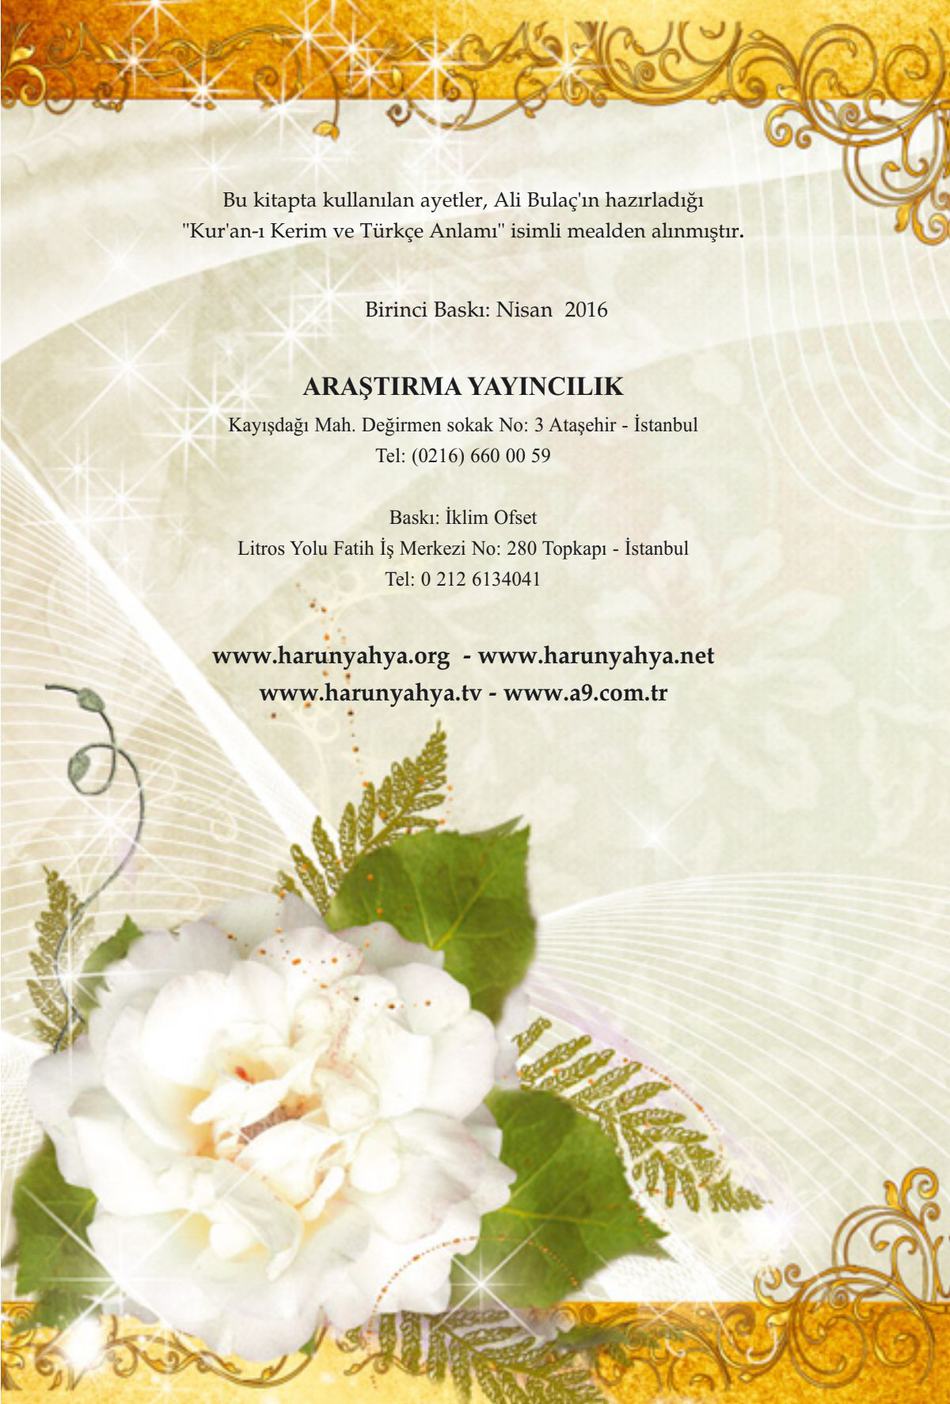 Bu kitapta kullanılan ayetler, Ali Bulaç'ın hazırladığı
"Kur'an-ı Kerim ve Türkçe Anlamı" isimli mealden alınmıştır.
Birinci Baskı: Nisan  2016
ARAŞTIRMA YAYINCILIK
Kayışdağı Mah. Değirmen sokak No: 3 Ataşehir - İstanbul
Tel: (0216) 660 00 59
Baskı: İklim Ofset
Litros Yolu Fatih İş Merkezi No: 280 Topkapı - İstanbul
Tel: 0 212 6134041
www.harunyahya.org  - www.harunyahya.net
www.harunyahya.tv - www.a9.com.tr